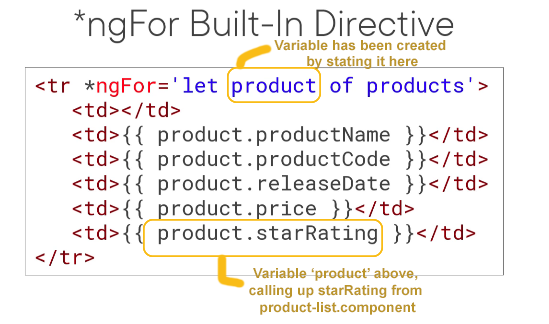 *ngFor Built-In Directive
Variable has been created
by stating it here
<tr *ngFor='let product of products'>
<td></td>
<td>{{ product.productName }}</td>
<td>{{ product.productCode }}</td>
<td>{{ product.releaseDate }}</td>
<td>{{ product.price }}</td>
<td>{{ product.starRating }}</td>
</tr>
Variable ‘product’ above,
calling up starRating from
product-list.component